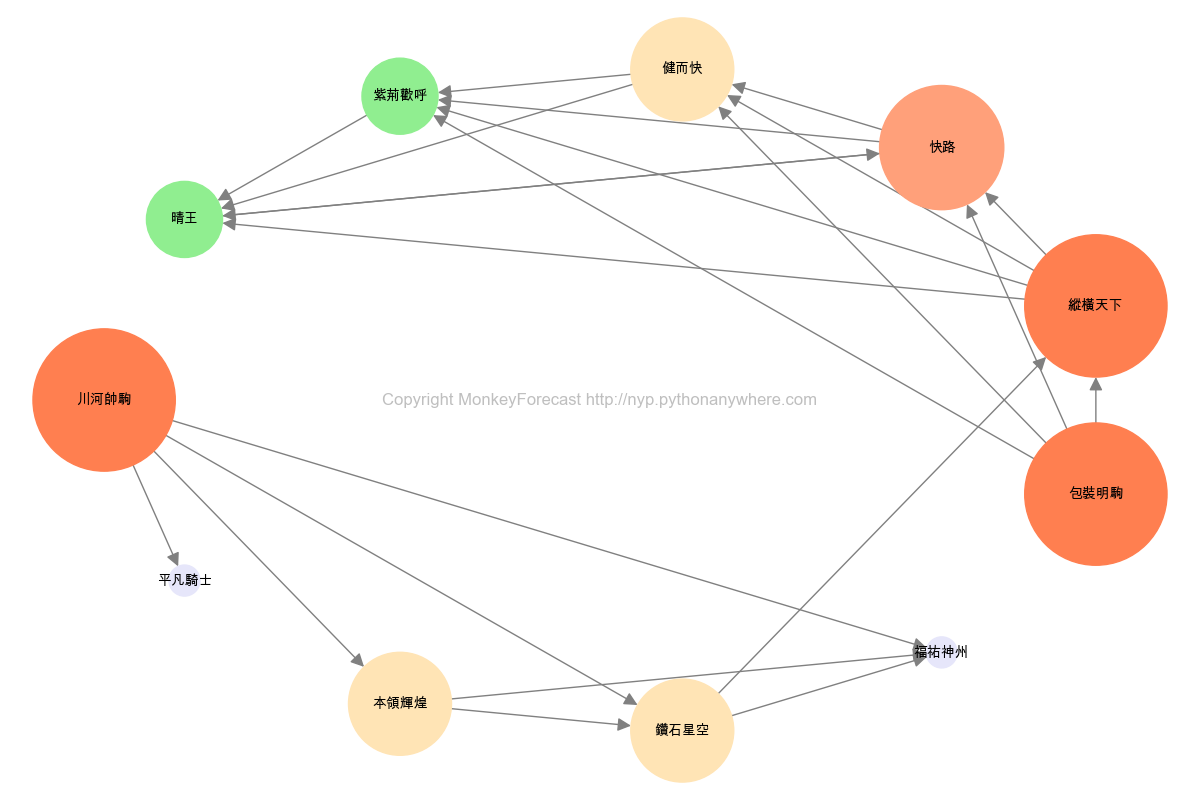 健而快
紫荊歡呼
快路
晴王
縱橫天下
川河帥駒
Copyright MonkeyForecast http://nyp.pythonanywhere.com
包裝明駒
平凡騎士
福祐神州
本領輝煌
鑽石星空